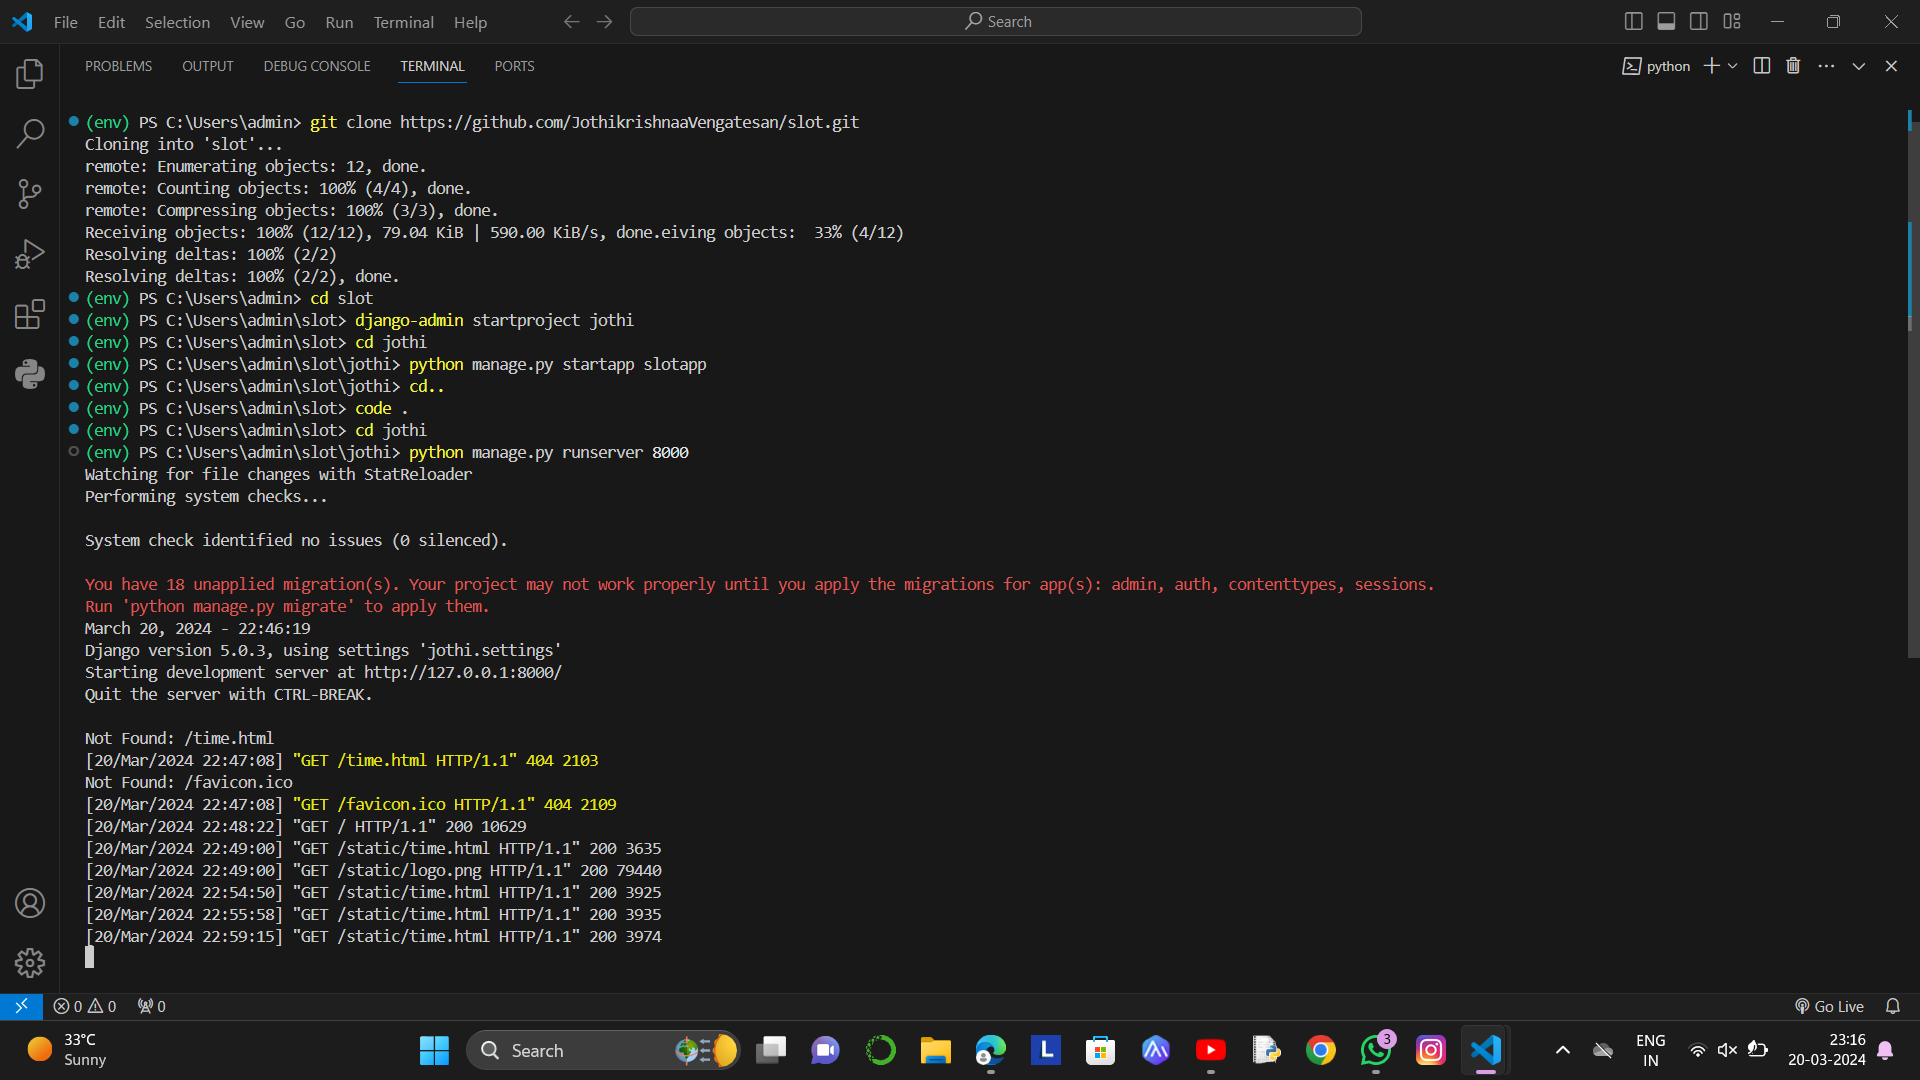 File Edit Selection View Go Run Terminal Help
Search
PROBLEMS OUTPUT DEBUG CONSOLE TERMINAL PORTS
python
(env) PS C:\Users\admin> git clone https://github.com/JothikrishnaaVengatesan/slot.git
Cloning into 'slot'...
remote: Enumerating objects: 12, done.
remote: Counting objects: 100% (4/4), done.
remote: Compressing objects: 100% (3/3), done.
Receiving objects: 100% (12/12), 79.04 KiB | 590.00 KiB/s, done.eiving objects:  33% (4/12)
Resolving deltas: 100% (2/2)
Resolving deltas: 100% (2/2), done.
(env) PS C:\Users\admin> cd slot
(env) PS C:\Users\admin\slot> django-admin startproject jothi
(env) PS C:\Users\admin\slot> cd jothi
(env) PS C:\Users\admin\slot\jothi> python manage.py startapp slotapp
(env) PS C:\Users\admin\slot\jothi> cd..
(env) PS C:\Users\admin\slot> code .
(env) PS C:\Users\admin\slot> cd jothi
(env) PS C:\Users\admin\slot\jothi> python manage.py runserver 8000
Watching for file changes with StatReloader
Performing system checks...
System check identified no issues (0 silenced).
You have 18 unapplied migration(s). Your project may not work properly until you apply the migrations for app(s): admin, auth, contenttypes, sessions.
Run 'python manage.py migrate' to apply them.
March 20, 2024 - 22:46:19
Django version 5.0.3, using settings 'jothi.settings'
Starting development server at http://127.0.0.1:8000/
Quit the server with CTRL-BREAK.
Not Found: /time.html
[20/Mar/2024 22:47:08] "GET /time.html HTTP/1.1" 404 2103
Not Found: /favicon.ico
[20/Mar/2024 22:47:08] "GET /favicon.ico HTTP/1.1" 404 2109
[20/Mar/2024 22:48:22] "GET / HTTP/1.1" 200 10629
[20/Mar/2024 22:49:00] "GET /static/time.html HTTP/1.1" 200 3635
[20/Mar/2024 22:49:00] "GET /static/logo.png HTTP/1.1" 200 79440
[20/Mar/2024 22:54:50] "GET /static/time.html HTTP/1.1" 200 3925
[20/Mar/2024 22:55:58] "GET /static/time.html HTTP/1.1" 200 3935
[20/Mar/2024 22:59:15] "GET /static/time.html HTTP/1.1" 200 3974
0 0 0
Go Live
33°C
Sunny
Search
L
3
ENG
IN
23:16
20-03-2024